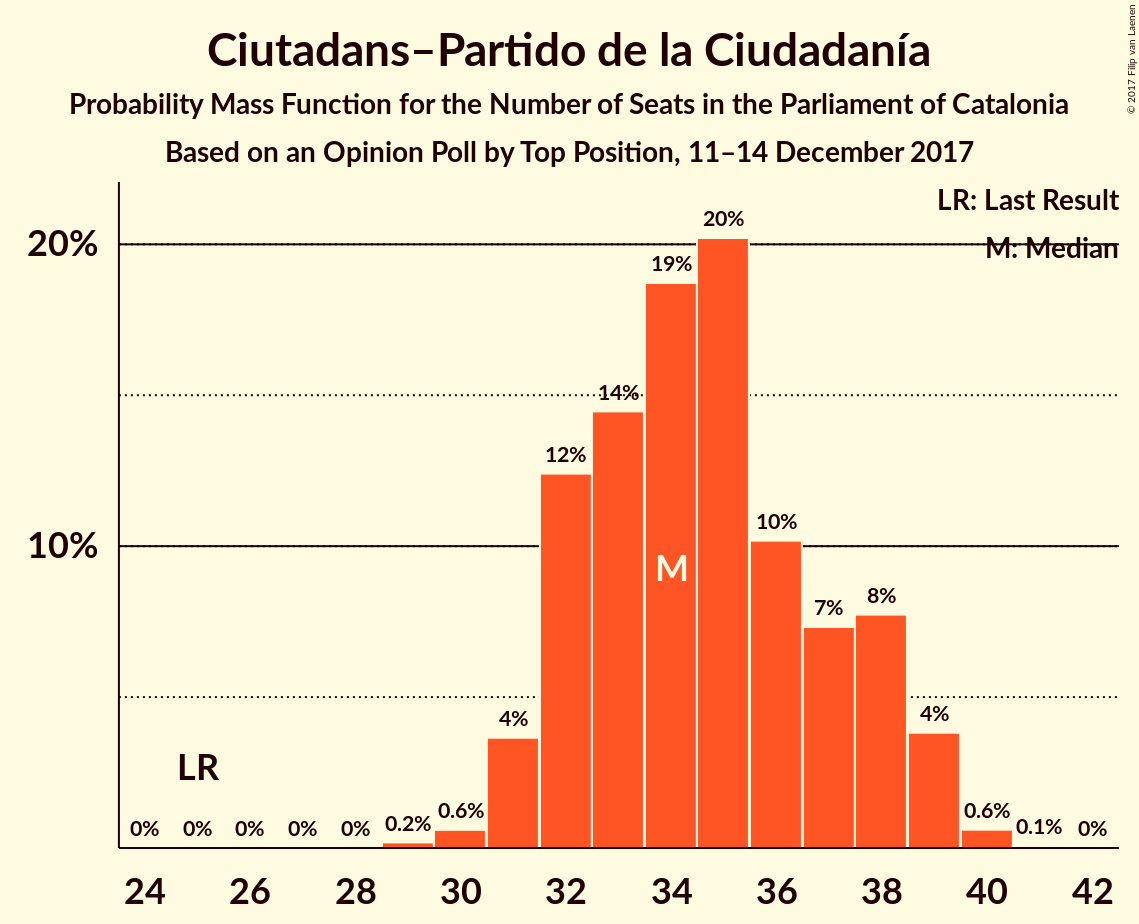 Ciutadans–Partido de la Ciudadanía
Probability Mass Function for the Number of Seats in the Parliament of Catalonia
Based on an Opinion Poll by Top Position, 11–14 December 2017
© 2017 Filip van Laenen
LR: Last Result
M: Median
20%
10%
0%
0%
0%
0%
0%
0.2%
0.6%
4%
12%
14%
19%
20%
10%
7%
8%
4%
0.6%
0.1%
0%
LR
M
24 26 28 30 32 34 36 38 40 42